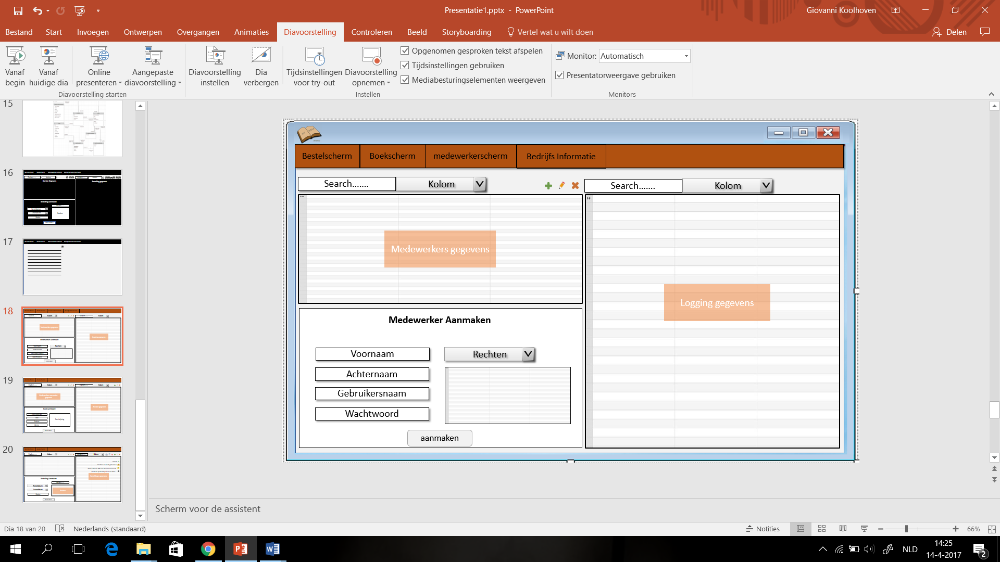 Presentatie1.pptx - PowerPoint
Giovanni Koolhoven
Bestand Start Invoegen Ontwerpen Overgangen Animaties Diavoorstelling Controleren Beeld Storyboarding Vertel wat u wilt doen Delen
Vanaf begin
Vanaf huidige dia
Online presenteren
Aangepaste diavoorstelling
Diavoorstelling starten
Diavoorstelling instellen
Dia verbergen
Tijdsinstellingen voor try-out
Diavoorstelling opnemen
Opgenomen gesproken tekst afspelen
Tijdsinstellingen gebruiken
Mediabesturingselementen weergeven
Instellen
Monitor: Automatisch
Presentatorweergave gebruiken
Monitors
15
16
17
18
19
20
Bestelscherm Boekscherm medewerkerscherm Bedrijfs Informatie
Search....... Kolom
Search....... Kolom
Medewerkers gegevens
Logging gegevens
Medewerker Aanmaken
Voornaam
Rechten
Achternaam
Gebruikersnaam
Wachtwoord
aanmaken
Scherm voor de assistent
Dia 18 van 20 Nederlands (standaard) Notities 66%
NLD
14:25
14-4-2017
2